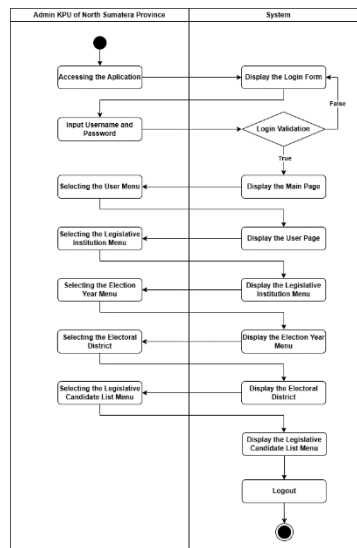 Admin KPU of North Sumatera Province
System
Accessing the Aplication
Display the Login Form
False
Input Username and
Password
Login Validation
True
Selecting the User Menu
Display the Main Page
Selecting the Legislative
Institution Menu
Display the User Page
Selecting the Election
Year Menu
Display the Legislative
Institution Menu
Selecting the Electoral
District
Display the Election Year
Menu
Selecting the Legislative
Candidate List Menu
Display the Electoral
District
Display the Legislative
Candidate List Menu
Logout